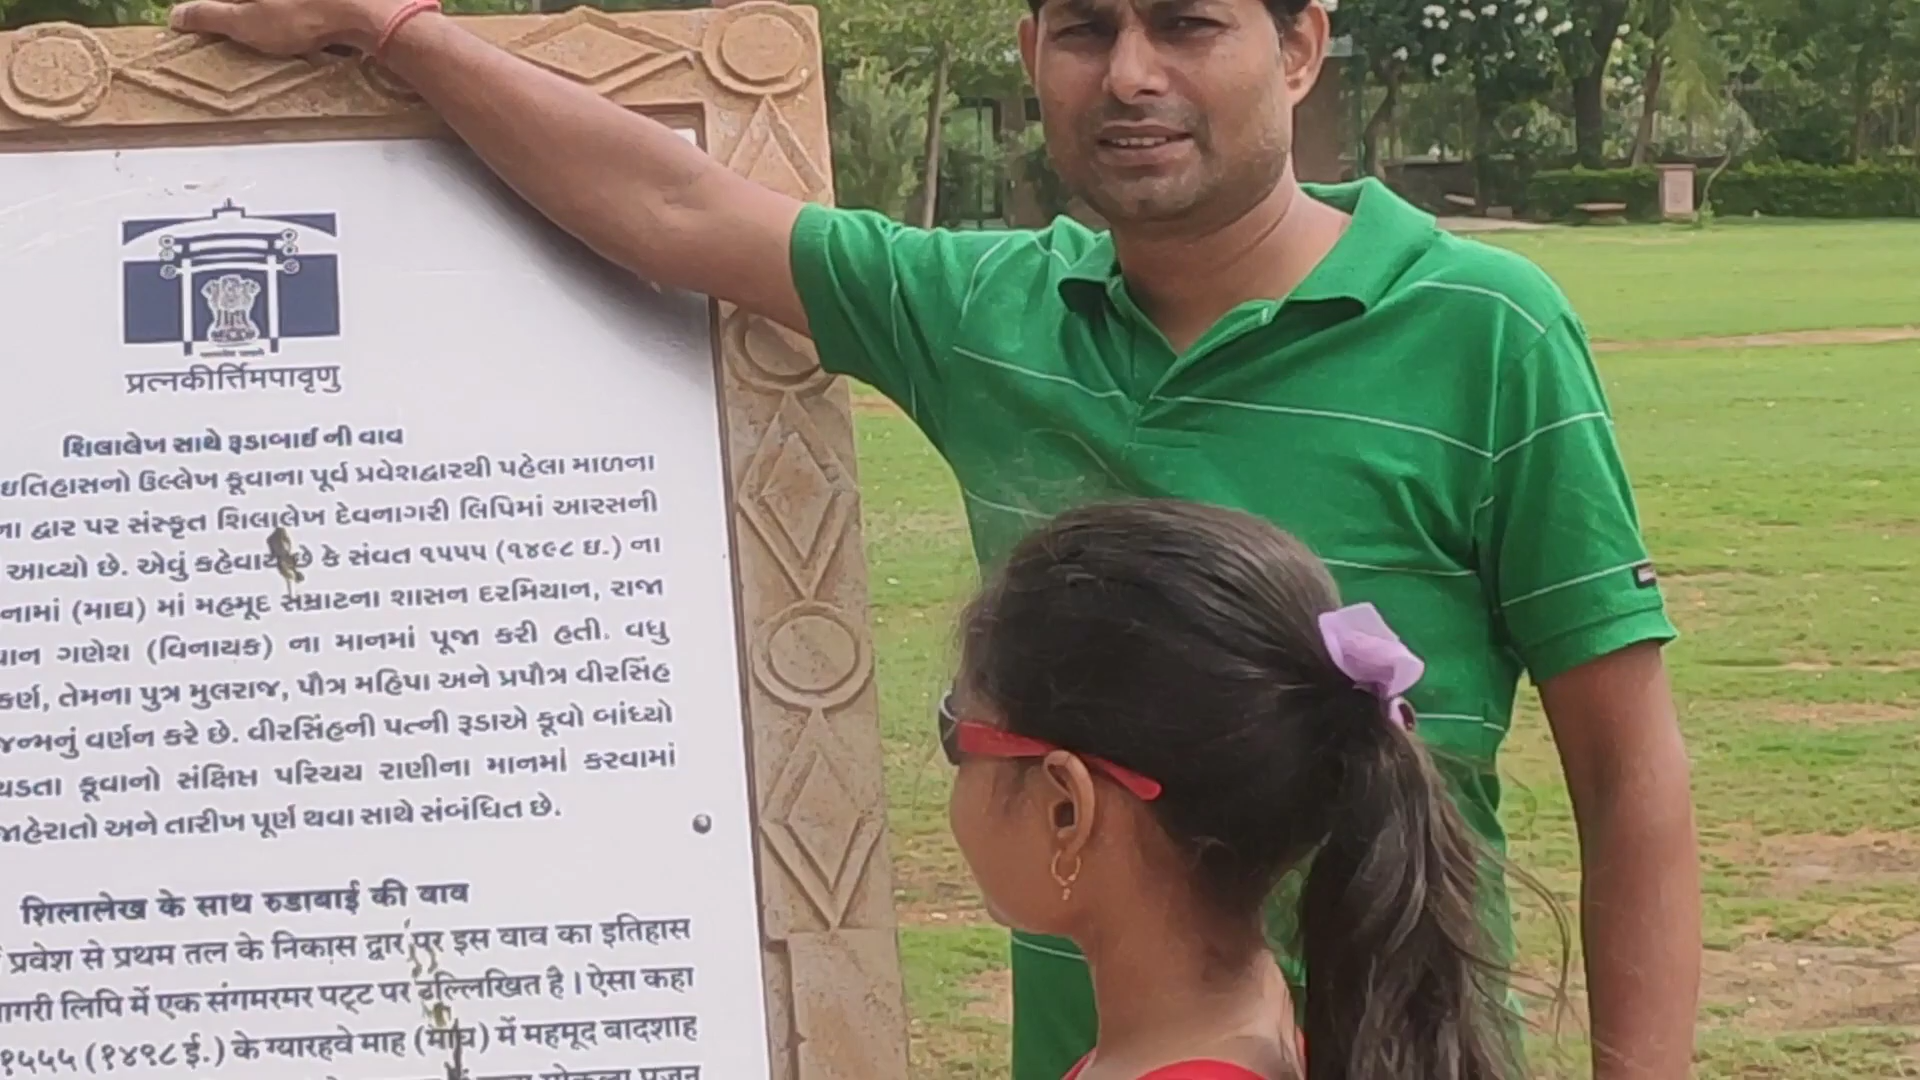 प्रत्नकीर्त्तिमपावृणु
શિલાલેખ સાથે રૂડાબાઈ ની વાવ
ઇતિહાસનો ઉલ્લેખ કૂવાના પૂર્વ પ્રવેશદ્વારથી પહેલા માળના
ના દ્વાર પર સંસ્કૃત શિલાલેખ દેવનાગરી લિપિમાં આરસની
આવ્યો છે. એવું કહેવાય છે કે સંવત ૧૫૫૫ (૧૪૯૮ ઇ.) ના
નામાં (માઘ) માં મહમૂદ સમ્રાટના શાસન દરમિયાન, રાજા
ાન ગણેશ (વિનાયક) ના માનમાં પૂજા કરી હતી. વધુ
કર્ણ, તેમના પુત્ર મુલરાજ, પૌત્ર મહિપા અને પ્રપૌત્ર વીરસિંહ
જન્મનું વર્ણન કરે છે. વીરસિંહની પત્ની રૂડાએ કૂવો બાંધ્યો
ચડતા કૂવાનો સંક્ષિપ્ત પરિચય રાણીના માનમાં કરવામાં
જાહેરાતો અને તારીખ પૂર્ણ થવા સાથે સંબંધિત છે.
शिलालेख के साथ रुडाबाई की वाव
प्रवेश से प्रथम तल के निकास द्वार पर इस वाव का इतिहास
ागरी लिपि में एक संगमरमर पट्ट पर उल्लिखित है । ऐसा कहा
१५५५ (१४९८ ई.) के ग्यारहवे माह (माघ) में महमूद बादशाह